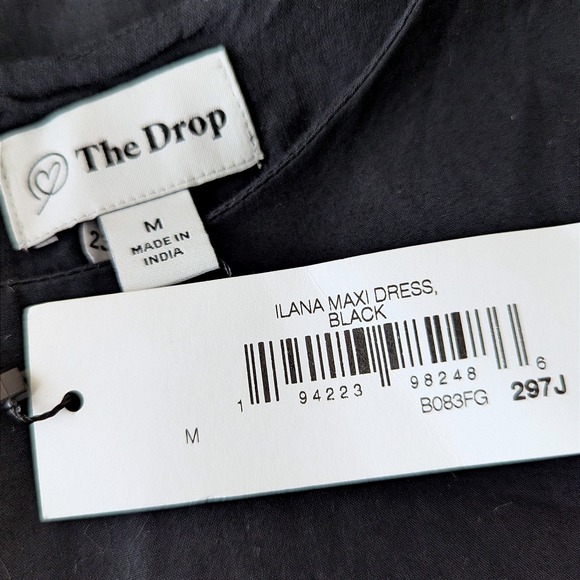 The Drop
M
MADE IN
INDIA
ILANA MAXI DRESS,
BLACK
1 94223 98248 6
B083FG 297J
M